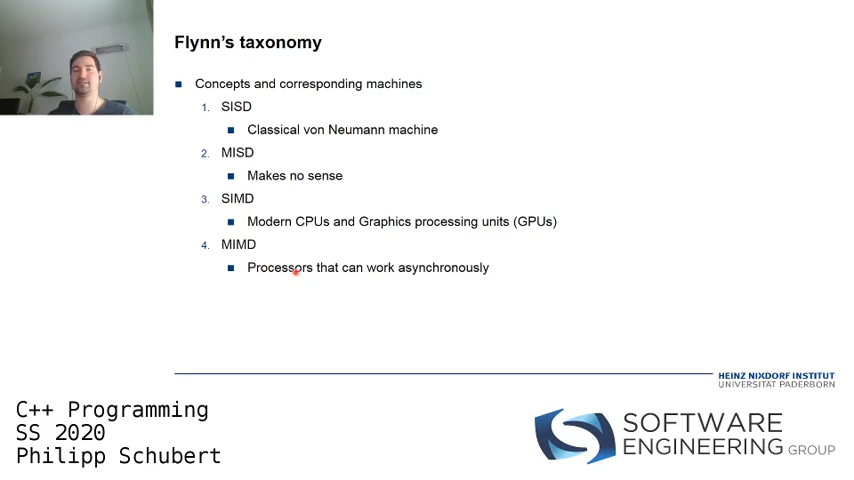 Flynn's taxonomy
Concepts and corresponding machines
1. SISD
Classical von Neumann machine
2. MISD
Makes no sense
3. SIMD
Modern CPUs and Graphics processing units (GPUs)
4. MIMD
Processors that can work asynchronously
HEINZ NIXDORF INSTITUT
UNIVERSITÄT PADERBORN
C++ Programming
SS 2020
Philipp Schubert
SOFTWARE
ENGINEERING GROUP